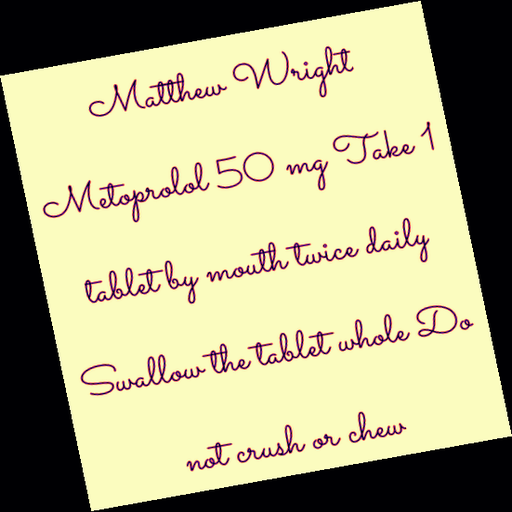 Matthew Wright
Metoprolol 50 mg Take 1
tablet by mouth twice daily
Swallow the tablet whole Do
not crush or chew